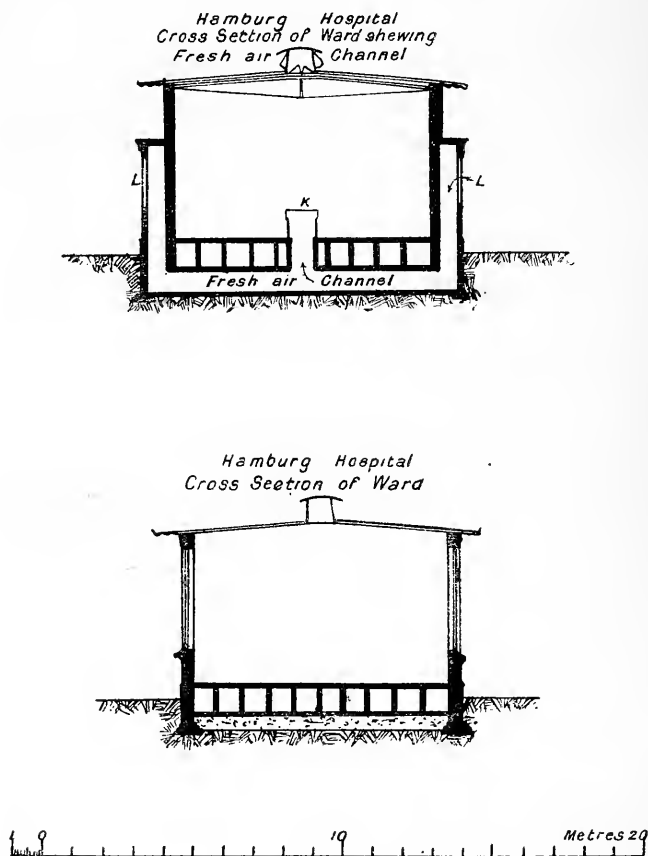 Hamburg Hospital
Cross Section of Ward shewing
Fresh air Channel
L
L
K
Fresh air Channel
Hamburg Hospital
Cross Section of Ward
1 0 10 Metres 20